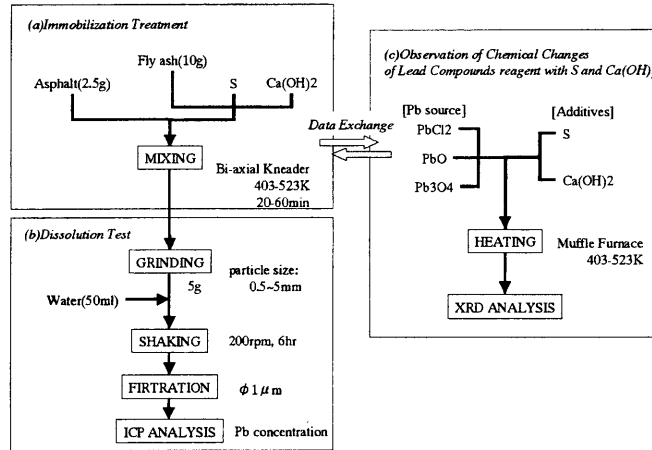 (a)Immobilization Treatment
Fly ash(10g)
Asphalt(2.5g)
S
Ca(OH)2
MIXING
Bi-axial Kneader
403-523K
20-60min
Data Exchange
(b)Dissolution Test
GRINDING
5g
particle size:
0.5~5mm
Water(50ml)
SHAKING
200rpm, 6hr
FIRTRATION
ϕ1μm
ICP ANALYSIS
Pb concentration
(c)Observation of Chemical Changes
of Lead Compounds reagent with S and Ca(OH)
[Pb source]
[Additives]
PbCl2
S
PbO
Pb3O4
Ca(OH)2
HEATING
Muffle Furnace
403-523K
XRD ANALYSIS